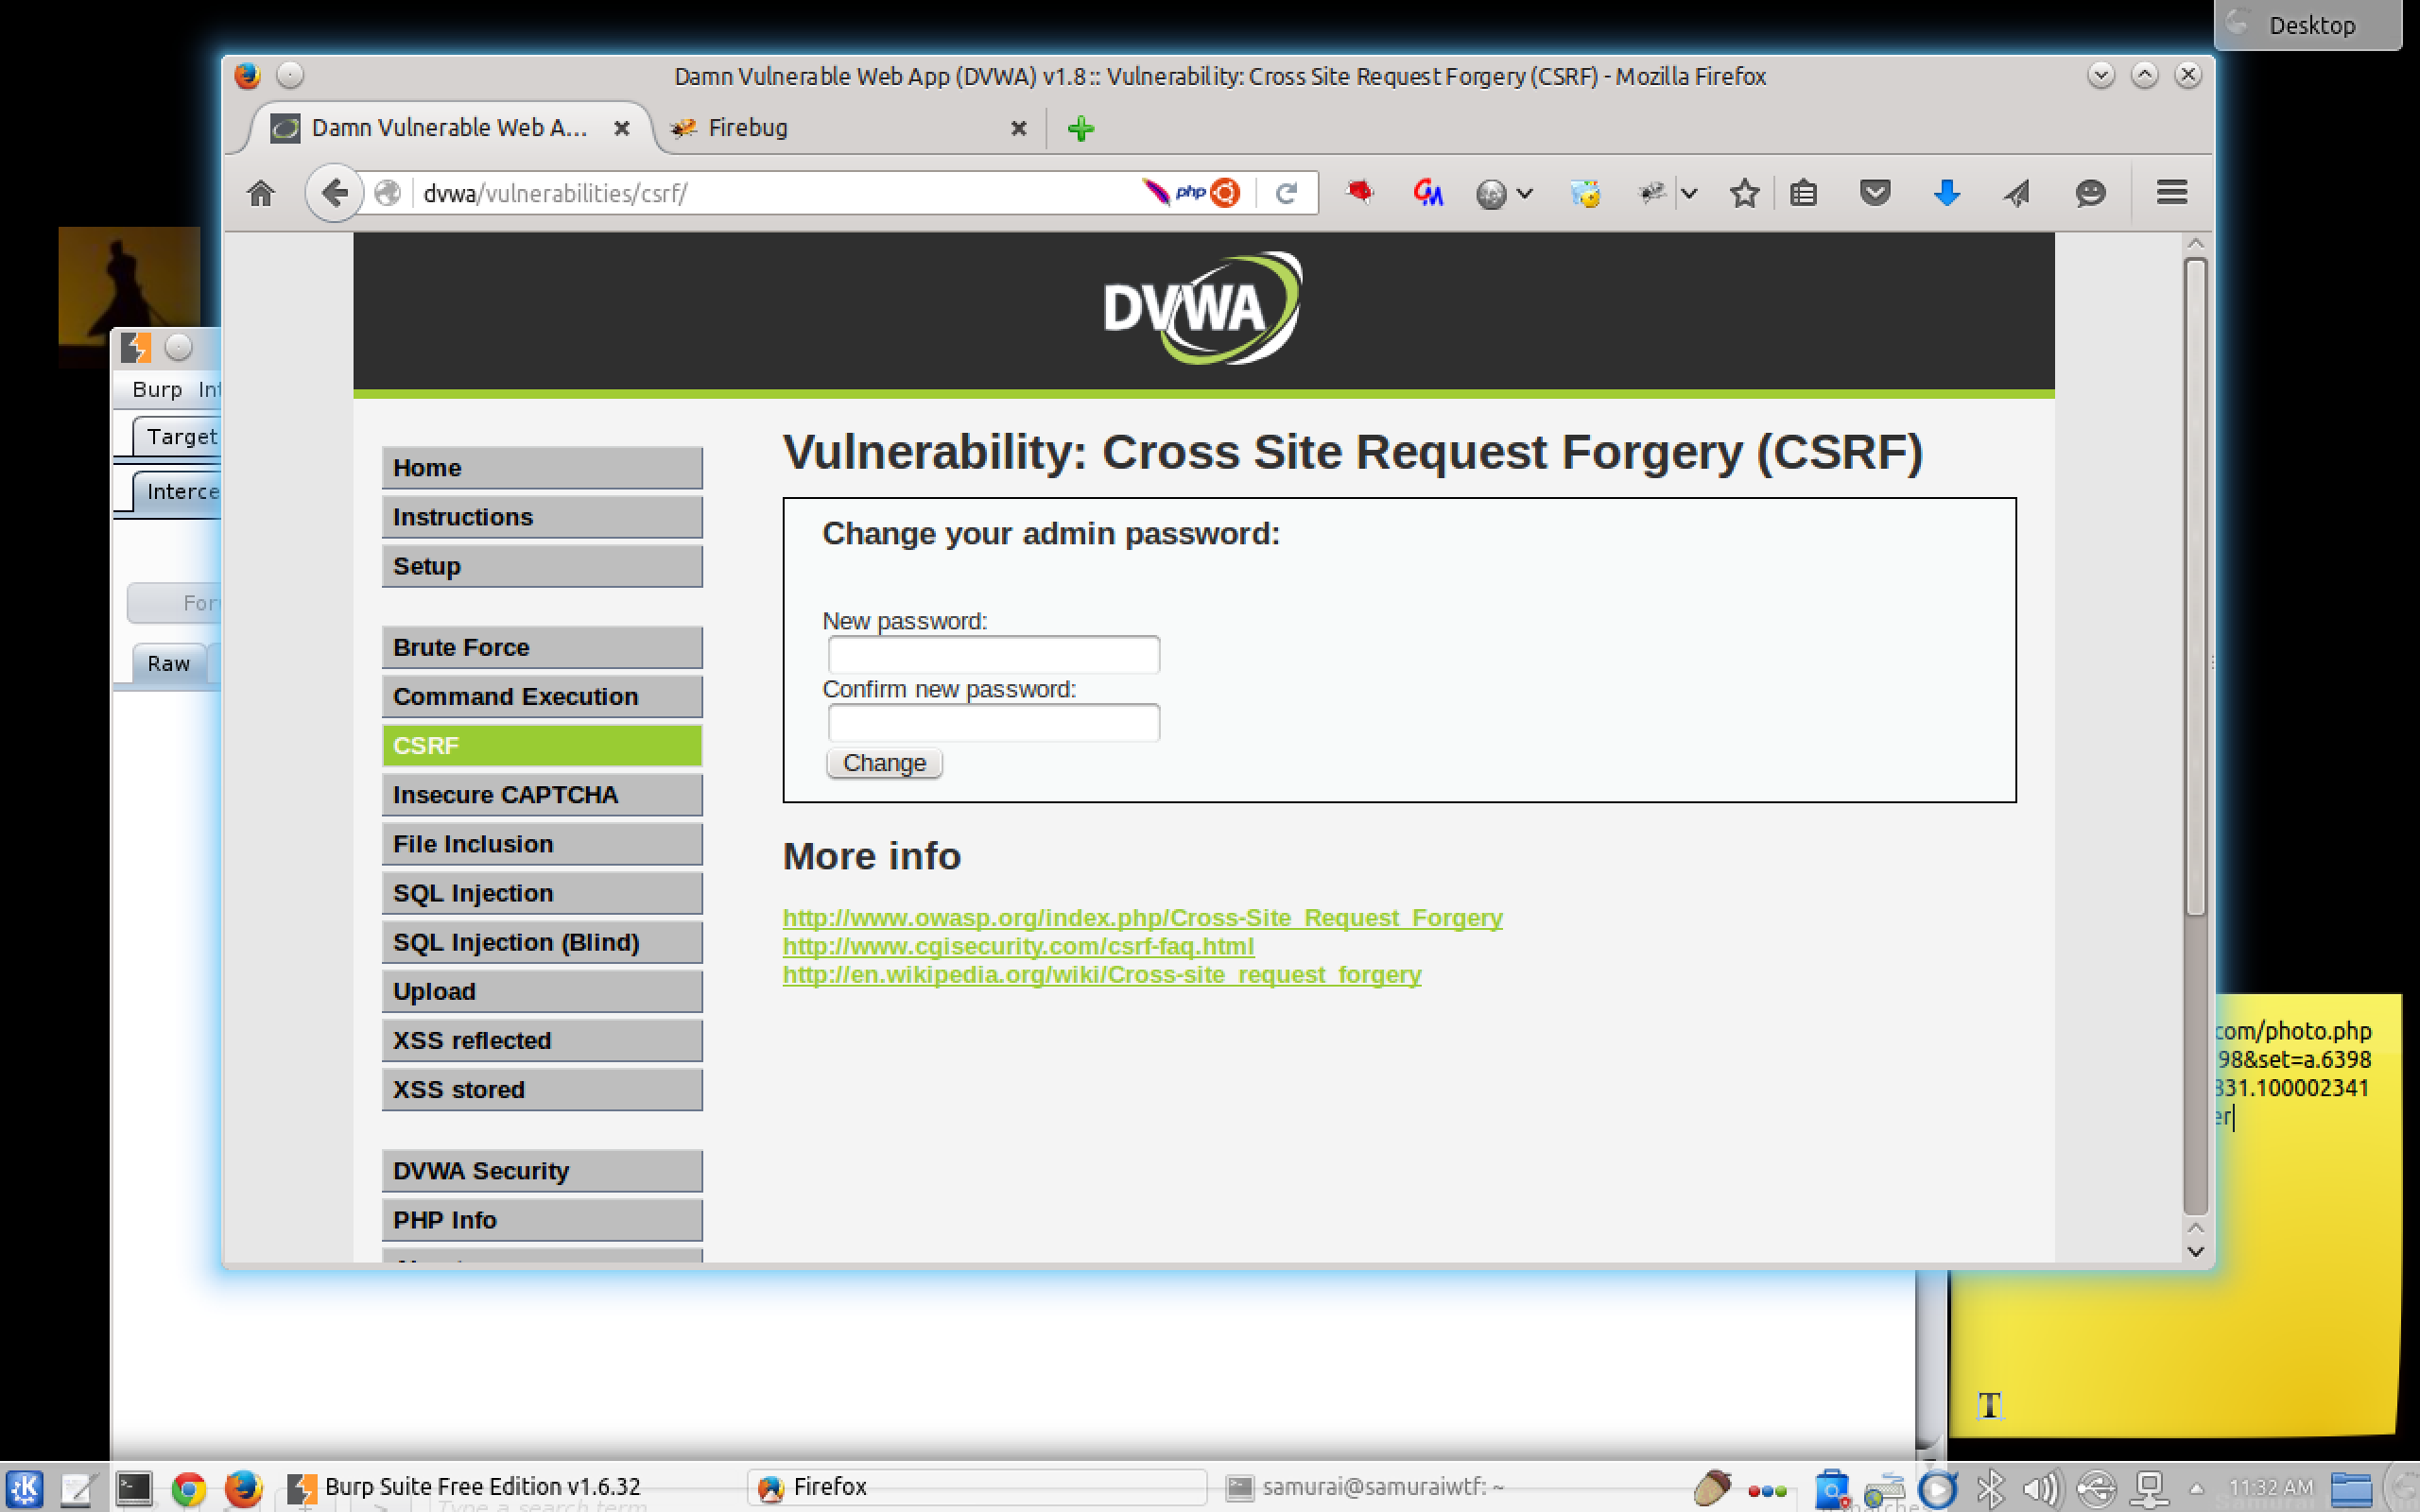 Desktop
Damn Vulnerable Web App (DVWA) v1.8 :: Vulnerability: Cross Site Request Forgery (CSRF) - Mozilla Firefox
Damn Vulnerable Web A...
Firebug
dvwa/vulnerabilities/csrf/
php
DVWA
Burp Int
Target
Interce
For
Raw
Home
Instructions
Setup
Brute Force
Command Execution
CSRF
Insecure CAPTCHA
File Inclusion
SQL Injection
SQL Injection (Blind)
Upload
XSS reflected
XSS stored
DVWA Security
PHP Info
Vulnerability: Cross Site Request Forgery (CSRF)
Change your admin password:
New password:
Confirm new password:
Change
More info
http://www.owasp.org/index.php/Cross-Site_Request_Forgery
http://www.cgisecurity.com/csrf-faq.html
http://en.wikipedia.org/wiki/Cross-site_request_forgery
com/photo.php
98&set=a.6398
831.100002341
er
T
Burp Suite Free Edition v1.6.32
Firefox
samurai@samuraiwtf: ~
11:32 AM
Type a search term